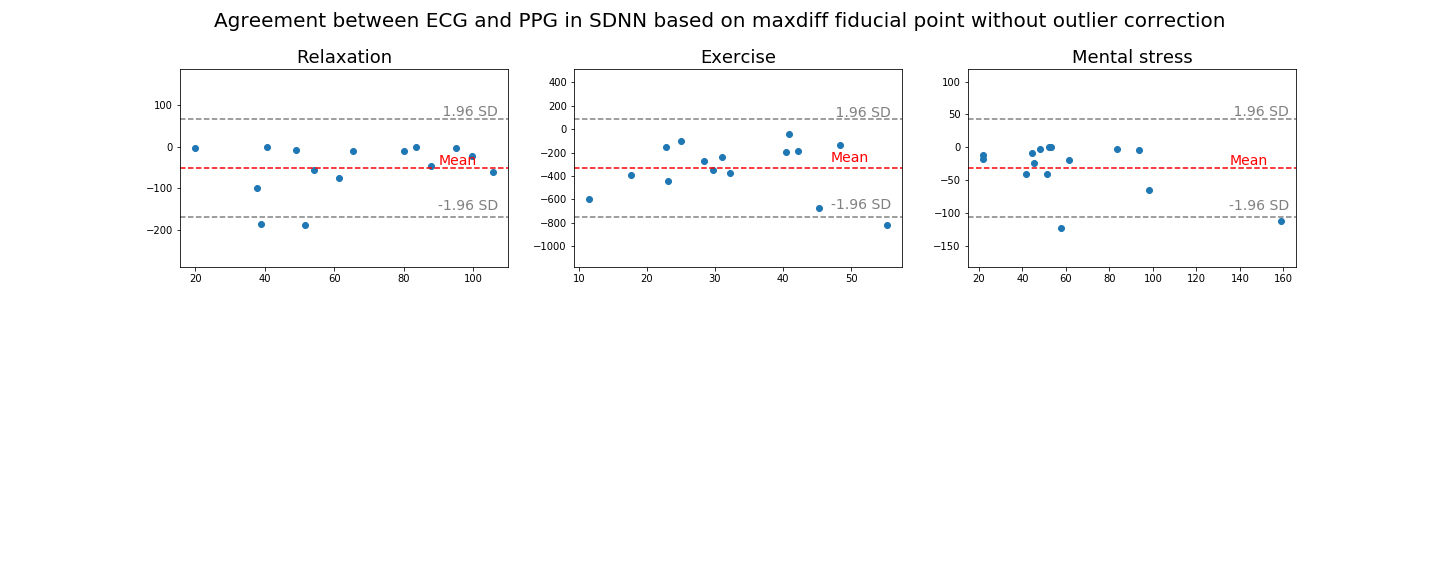 Agreement between ECG and PPG in SDNN based on maxdiff fiducial point without outlier correction
Relaxation
100
0
−100
−200
1.96 SD
Mean
-1.96 SD
20 40 60 80 100
Exercise
400
200
0
−200
−400
−600
−800
−1000
1.96 SD
Mean
-1.96 SD
10 20 30 40 50
Mental stress
100
50
0
−50
−100
−150
1.96 SD
Mean
-1.96 SD
20 40 60 80 100 120 140 160